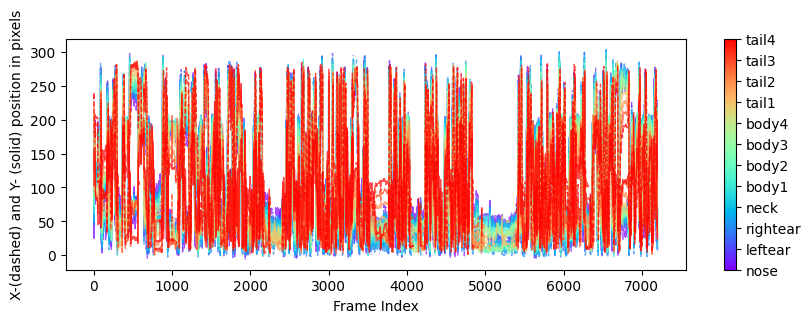 X-(dashed) and Y- (solid) position in pixels
300
250
200
150
100
50
0
0 1000 2000 3000 4000 5000 6000 7000
Frame Index
tail4
tail3
tail2
tail1
body4
body3
body2
body1
neck
rightear
leftear
nose